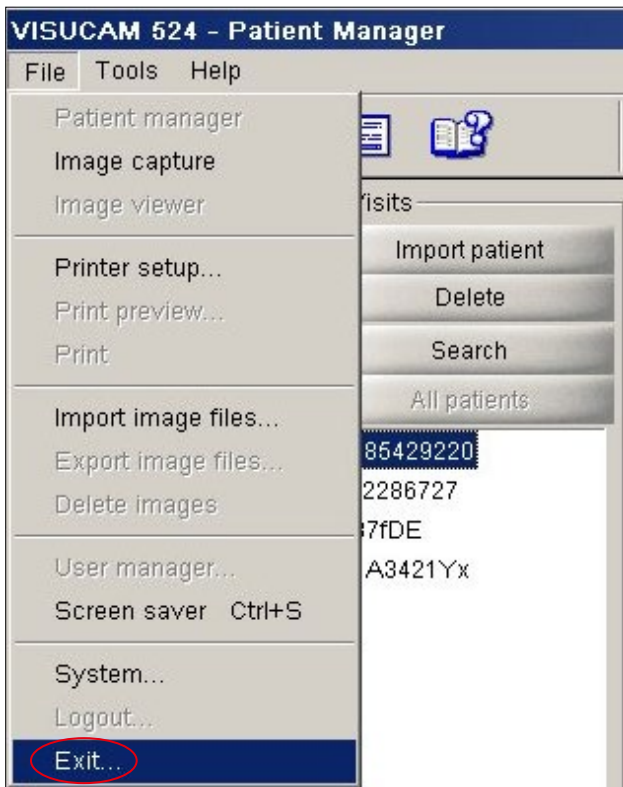 VISUCAM 524 - Patient Manager
File Tools Help
Patient manager
Image capture
Image viewer
Printer setup...
Print preview...
Print
Import image files...
Export image files...
Delete images
User manager...
Screen saver Ctrl+S
System...
Logout...
Exit...
Import patient
Delete
Search
All patients
85429220
2286727
A3421Yx